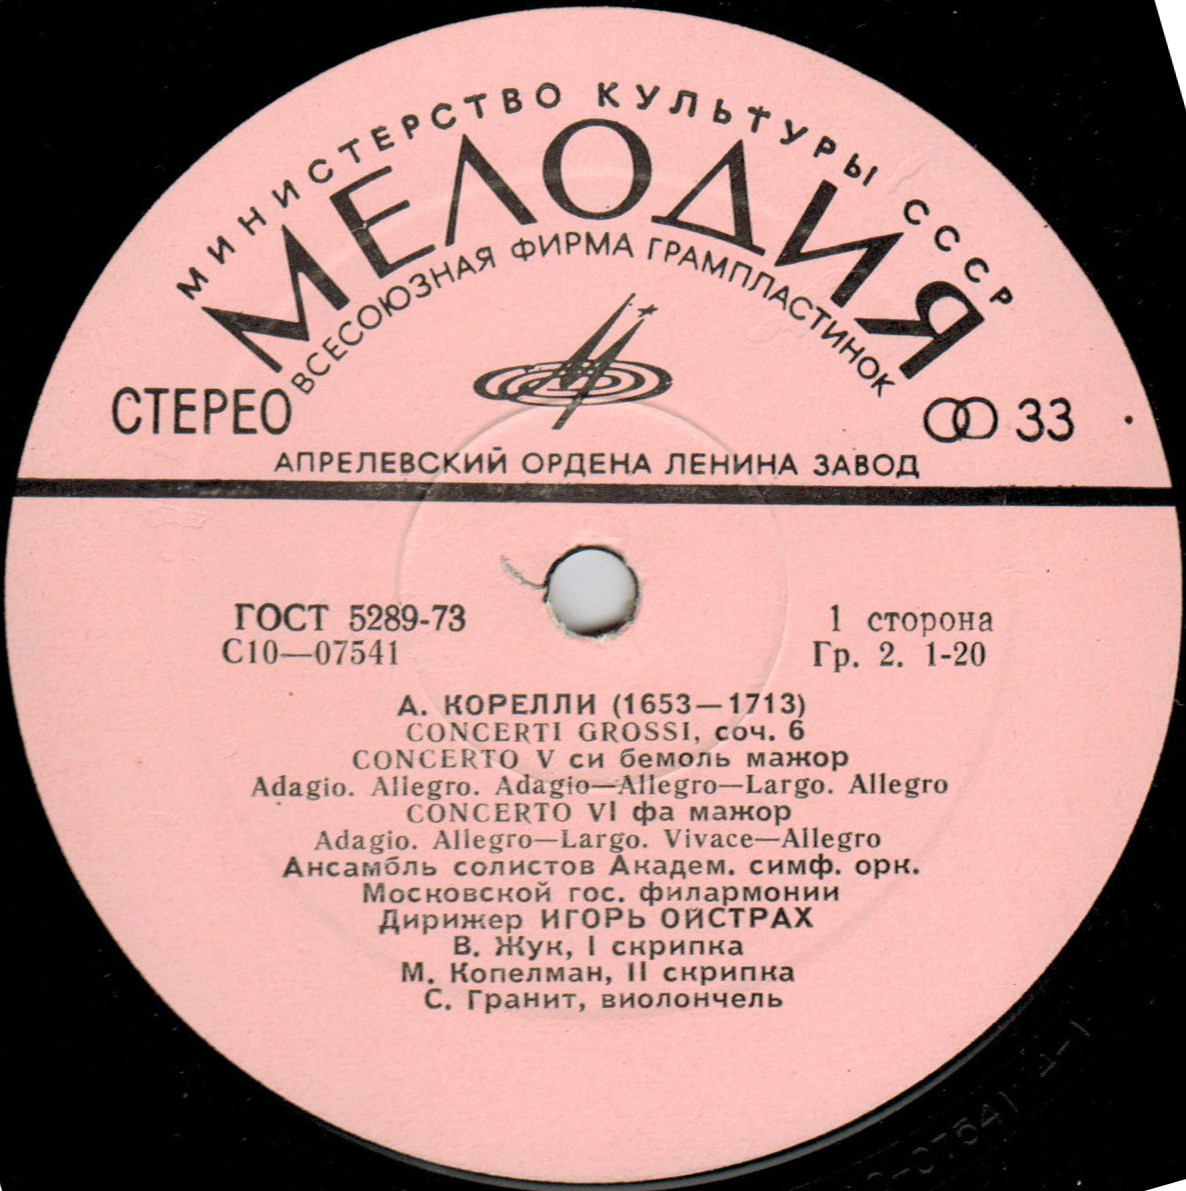 МИНИСТЕРСТВО КУЛЬТУРЫ СССР
МЕЛОДИЯ
ВСЕСОЮЗНАЯ ФИРМА ГРАМПЛАСТИНОК
СТЕРЕО
33
АПРЕЛЕВСКИЙ ОРДЕНА ЛЕНИНА ЗАВОД
ГОСТ 5289-73
1 сторона
С10—07541
Гр. 2. 1-20
А. КОРЕЛЛИ (1653—1713)
CONCERTI GROSSI, соч. 6
CONCERTO V си бемоль мажор
Adagio. Allegro. Adagio—Allegro—Largo. Allegro
CONCERTO VI фа мажор
Adagio. Allegro—Largo. Vivace—Allegro
Ансамбль солистов Академ. симф. орк.
Московской гос. филармонии
Дирижер ИГОРЬ ОЙСТРАХ
В. Жук, I скрипка
М. Копелман, II скрипка
С. Гранит, виолончель